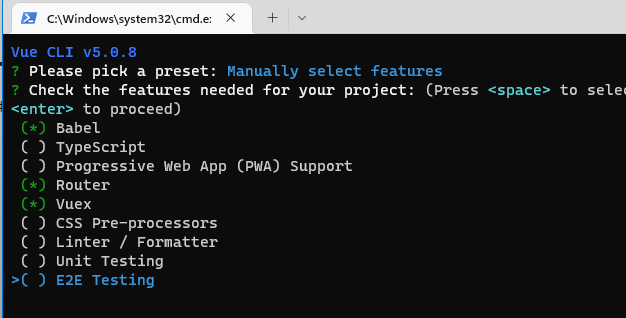 C:\Windows\system32\cmd.e
Vue CLI v5.0.8
? Please pick a preset: Manually select features
? Check the features needed for your project: (Press <space> to selec
<enter> to proceed)
(*) Babel
( ) TypeScript
( ) Progressive Web App (PWA) Support
(*) Router
(*) Vuex
( ) CSS Pre-processors
( ) Linter / Formatter
( ) Unit Testing
>( ) E2E Testing